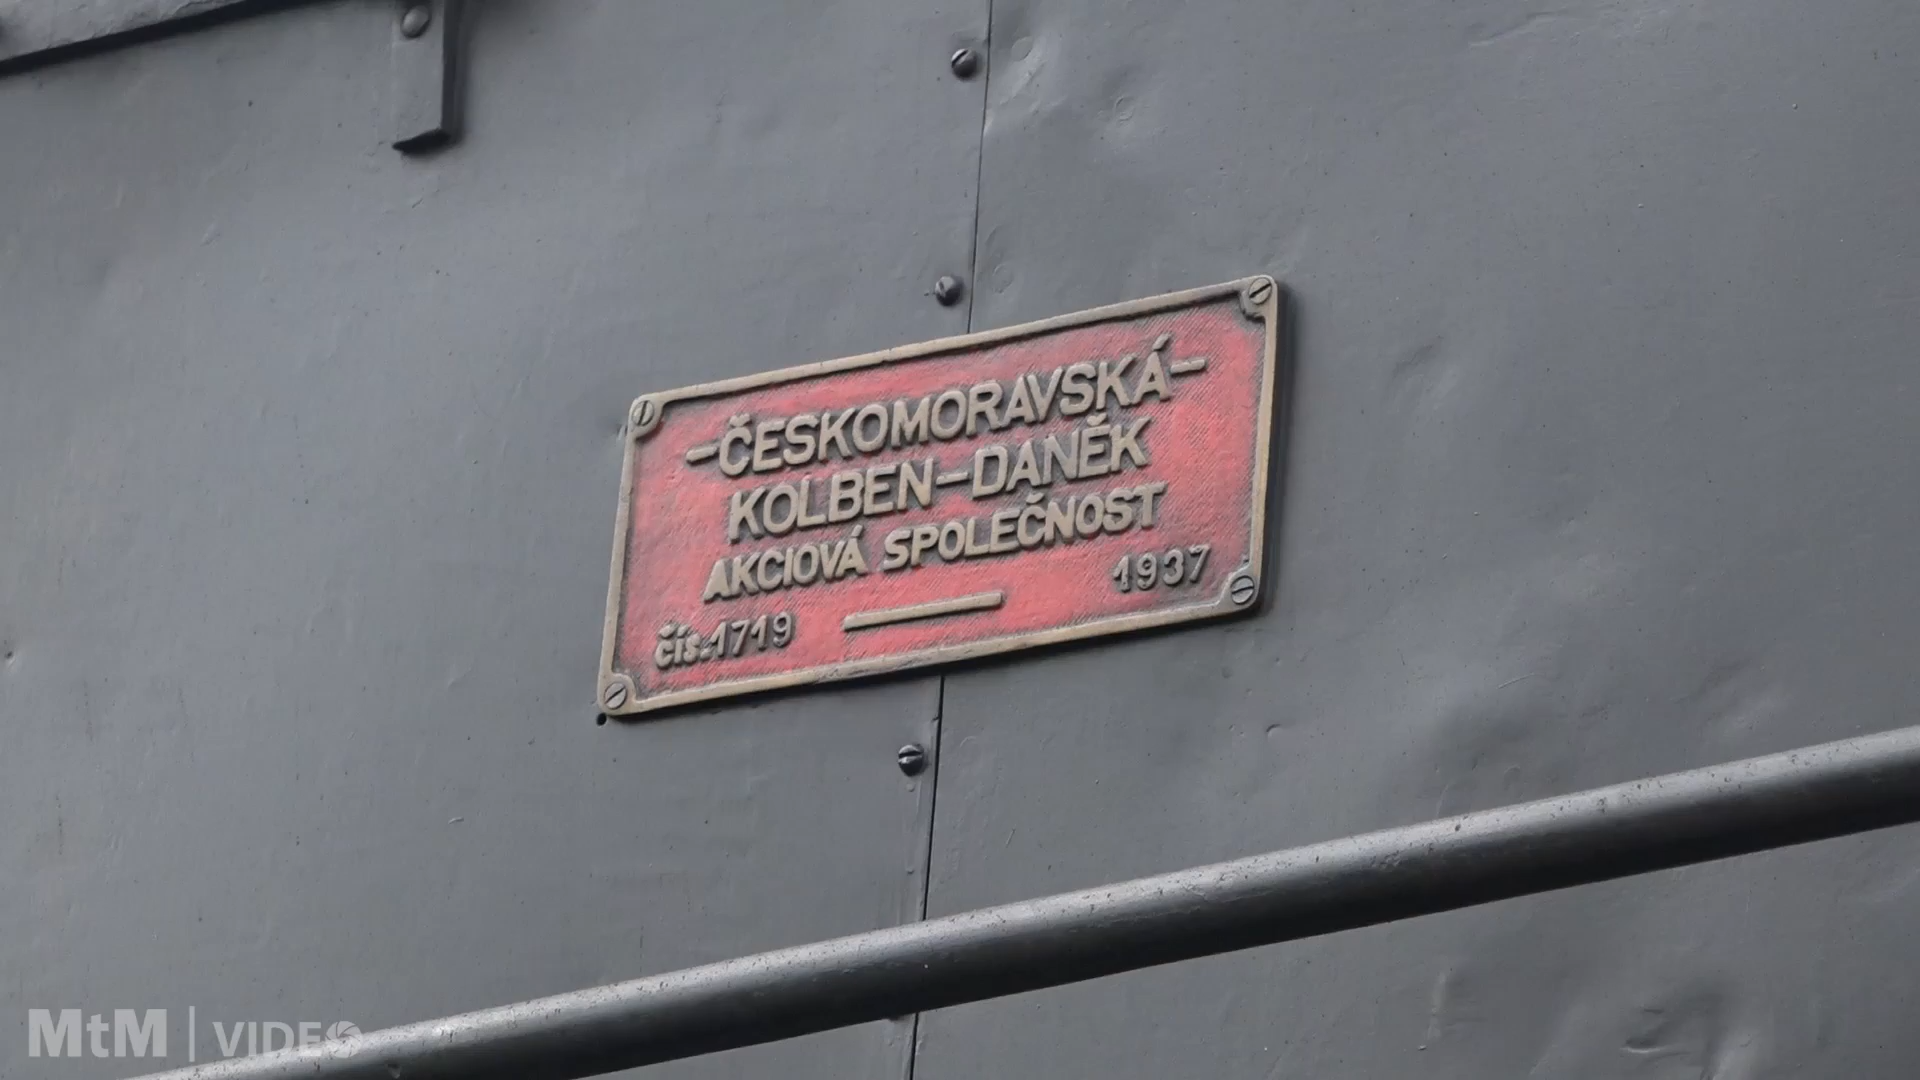 –ČESKOMORAVSKÁ–
KOLBEN–DANĚK
AKCIOVÁ SPOLEČNOST
čís.1719 1937
MtM | VIDEO